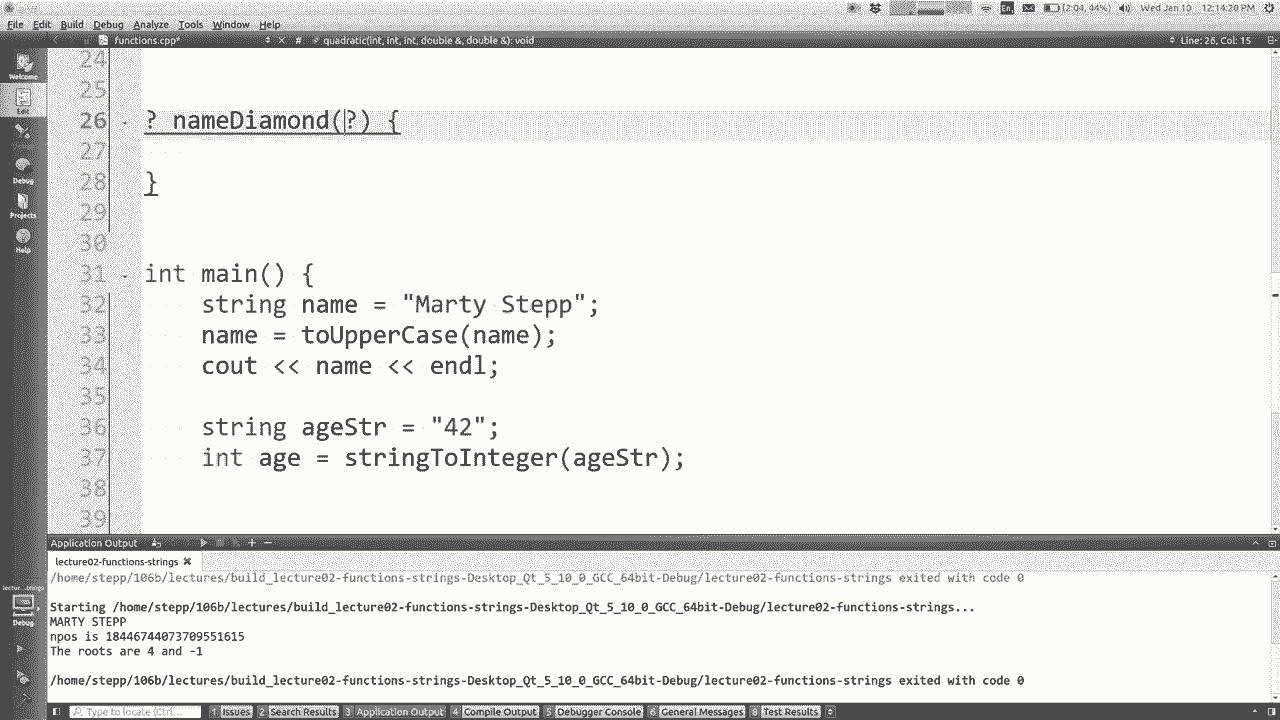 (2:04, 44%) Wed Jan 10 12:14:20 PM
File Edit Build Debug Analyze Tools Window Help
functions.cpp* # quadratic(int, int, int, double &, double &): void Line: 26, Col: 15
Welcome
Edit
Debug
Projects
Help
24
25
26 ? nameDiamond(?) {
27
28 }
29
30
31 int main() {
32 string name = "Marty Stepp";
33 name = toUpperCase(name);
34 cout << name << endl;
35
36 string ageStr = "42";
37 int age = stringToInteger(ageStr);
38
39
Application Output
lecture02-functions-strings
/home/stepp/106b/lectures/build_lecture02-functions-strings-Desktop_Qt_5_10_0_GCC_64bit-Debug/lecture02-functions-strings exited with code 0
Starting /home/stepp/106b/lectures/build_lecture02-functions-strings-Desktop_Qt_5_10_0_GCC_64bit-Debug/lecture02-functions-strings...
MARTY STEPP
npos is 18446744073709551615
The roots are 4 and -1
/home/stepp/106b/lectures/build_lecture02-functions-strings-Desktop_Qt_5_10_0_GCC_64bit-Debug/lecture02-functions-strings exited with code 0
Debug
Type to locate (Ctrl... 1 Issues 2 Search Results 3 Application Output 4 Compile Output 5 Debugger Console 6 General Messages 8 Test Results